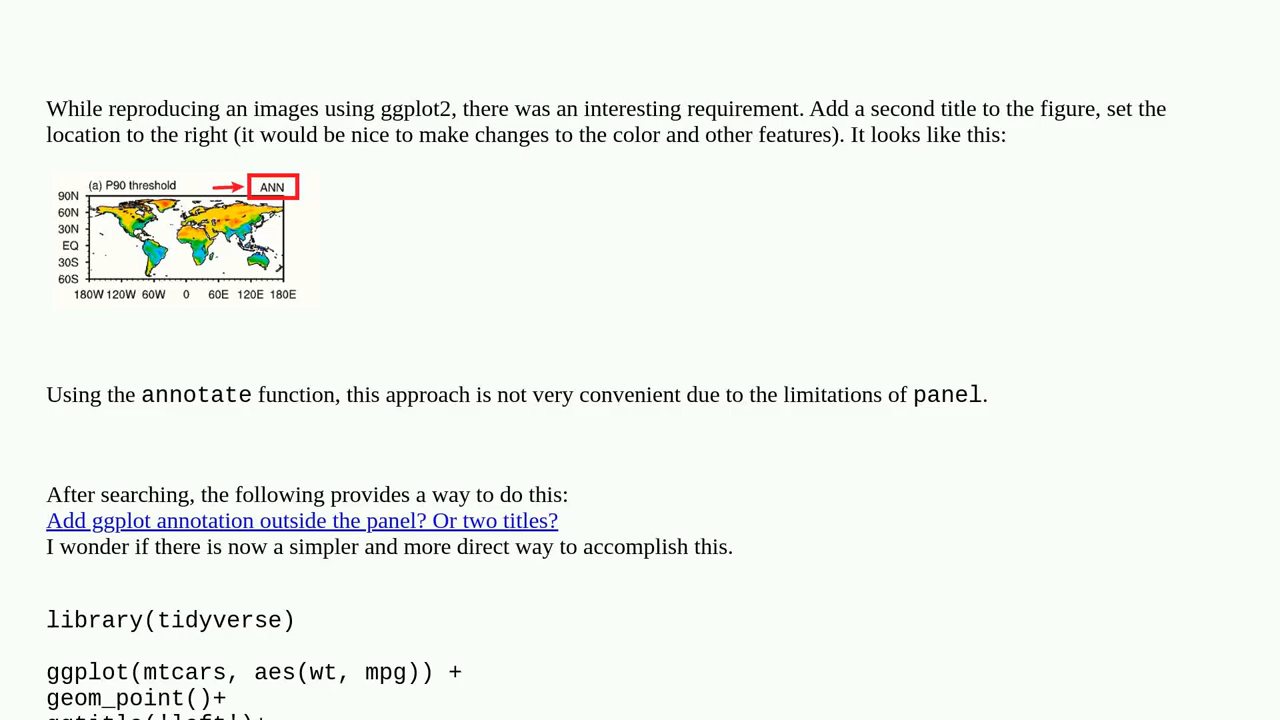 While reproducing an images using ggplot2, there was an interesting requirement. Add a second title to the figure, set the
location to the right (it would be nice to make changes to the color and other features). It looks like this:
(a) P90 threshold ANN
90N
60N
30N
EQ
30S
60S
180W 120W 60W 0 60E 120E 180E
Using the annotate function, this approach is not very convenient due to the limitations of panel.
After searching, the following provides a way to do this:
Add ggplot annotation outside the panel? Or two titles?
I wonder if there is now a simpler and more direct way to accomplish this.
library(tidyverse)
ggplot(mtcars, aes(wt, mpg)) +
geom_point()+
ggtitle('left')+